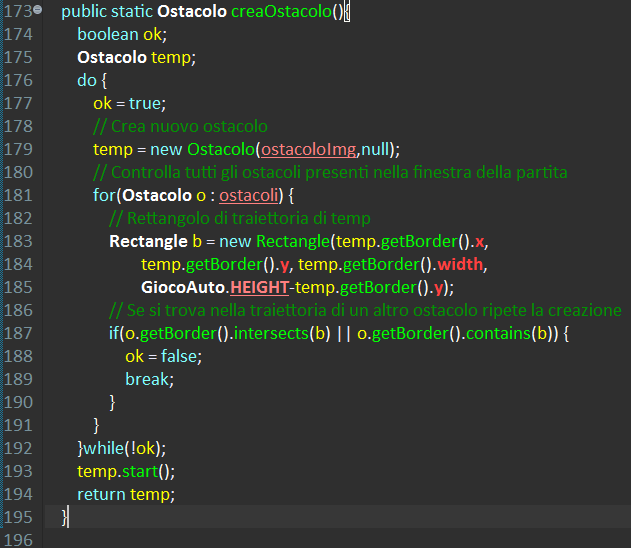 173 public static Ostacolo creaOstacolo(){
174 boolean ok;
175 Ostacolo temp;
176 do {
177 ok = true;
178 // Crea nuovo ostacolo
179 temp = new Ostacolo(ostacoloImg,null);
180 // Controlla tutti gli ostacoli presenti nella finestra della partita
181 for(Ostacolo o : ostacoli) {
182 // Rettangolo di traiettoria di temp
183 Rectangle b = new Rectangle(temp.getBorder().x,
184 temp.getBorder().y, temp.getBorder().width,
185 GiocoAuto.HEIGHT-temp.getBorder().y);
186 // Se si trova nella traiettoria di un altro ostacolo ripete la creazione
187 if(o.getBorder().intersects(b) || o.getBorder().contains(b)) {
188 ok = false;
189 break;
190 }
191 }
192 }while(!ok);
193 temp.start();
194 return temp;
195 }
196